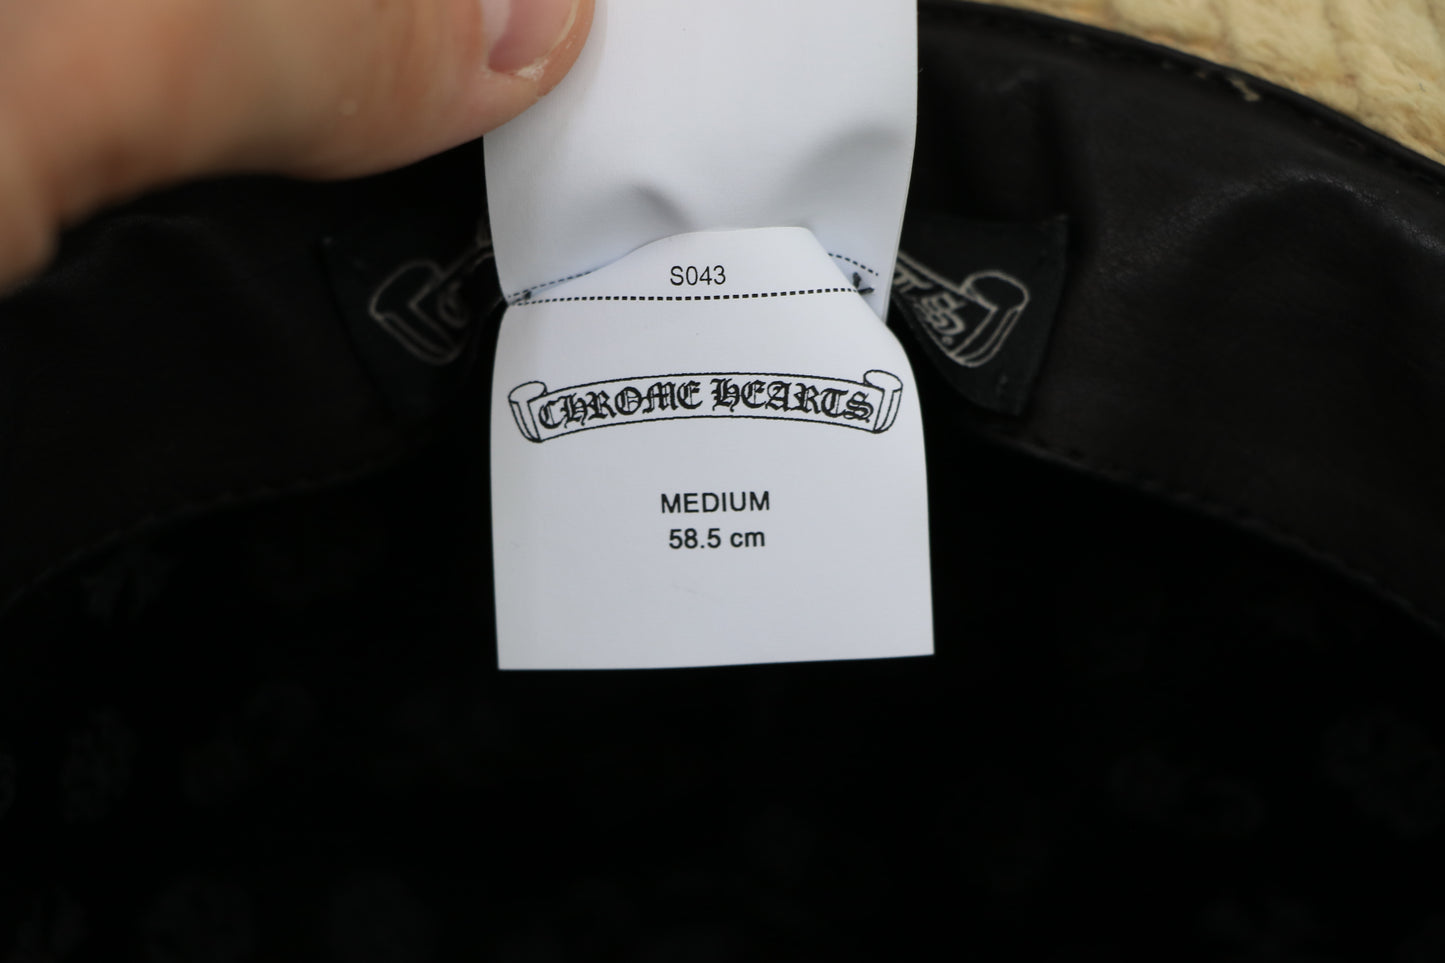 S043
CHROME HEARTS
MEDIUM
58.5 cm